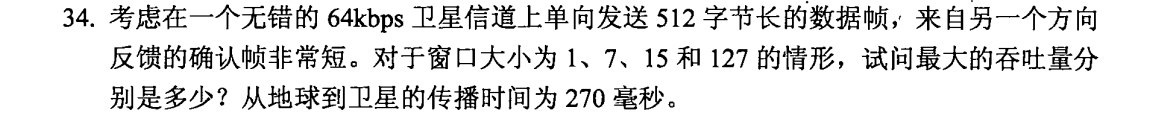 34. 考虑在一个无错的 64kbps 卫星信道上单向发送 512 字节长的数据帧，来自另一个方向
反馈的确认帧非常短。对于窗口大小为 1、7、15 和 127 的情形，试问最大的吞吐量分
别是多少？从地球到卫星的传播时间为 270 毫秒。